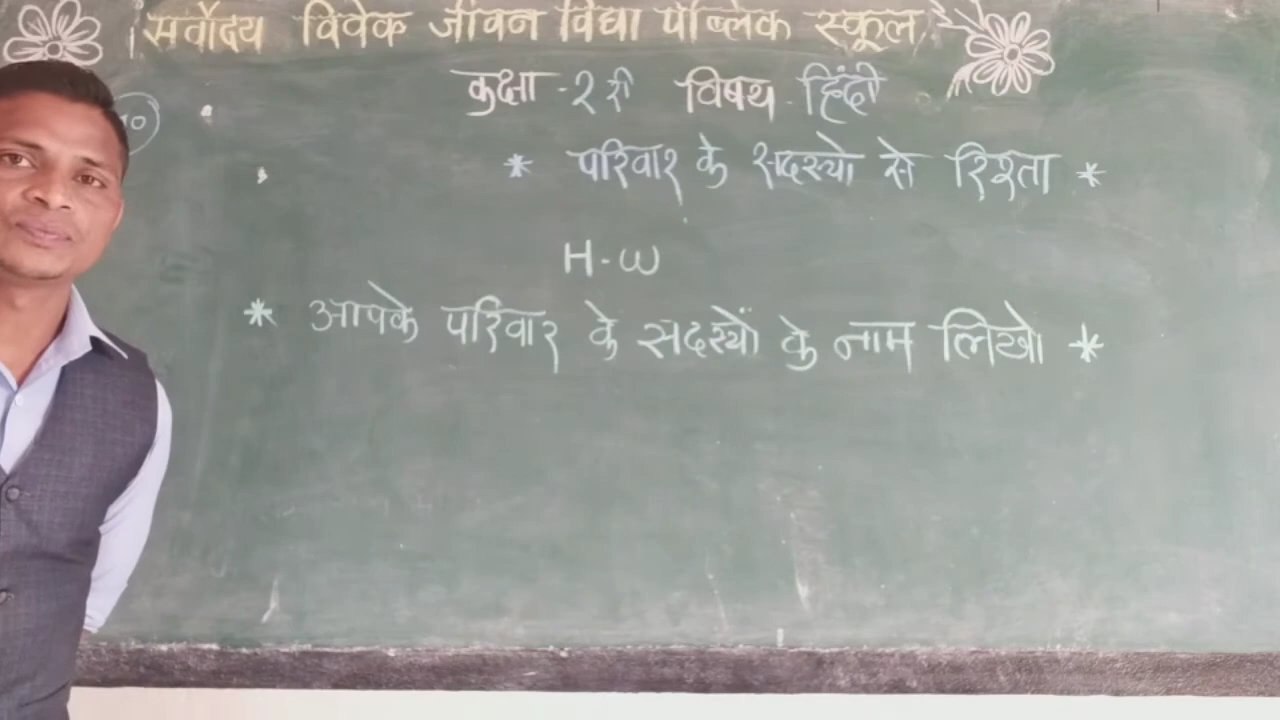 सर्वोदय विवेक जीवन विद्या पब्लिक स्कूल,
कक्षा - २ री विषय - हिंदी
* परिवार के सदस्यो से रिश्ता *
H-W
* आपके परिवार के सदस्यों के नाम लिखो *